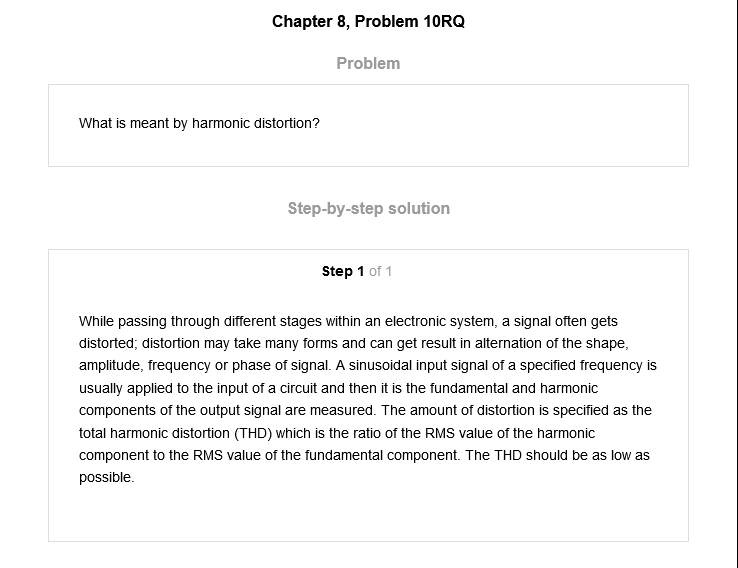 Chapter 8, Problem 10RQ
Problem
What is meant by harmonic distortion?
Step-by-step solution
Step 1 of 1
While passing through different stages within an electronic system, a signal often gets
distorted; distortion may take many forms and can get result in alternation of the shape,
amplitude, frequency or phase of signal. A sinusoidal input signal of a specified frequency is
usually applied to the input of a circuit and then it is the fundamental and harmonic
components of the output signal are measured. The amount of distortion is specified as the
total harmonic distortion (THD) which is the ratio of the RMS value of the harmonic
component to the RMS value of the fundamental component. The THD should be as low as
possible.